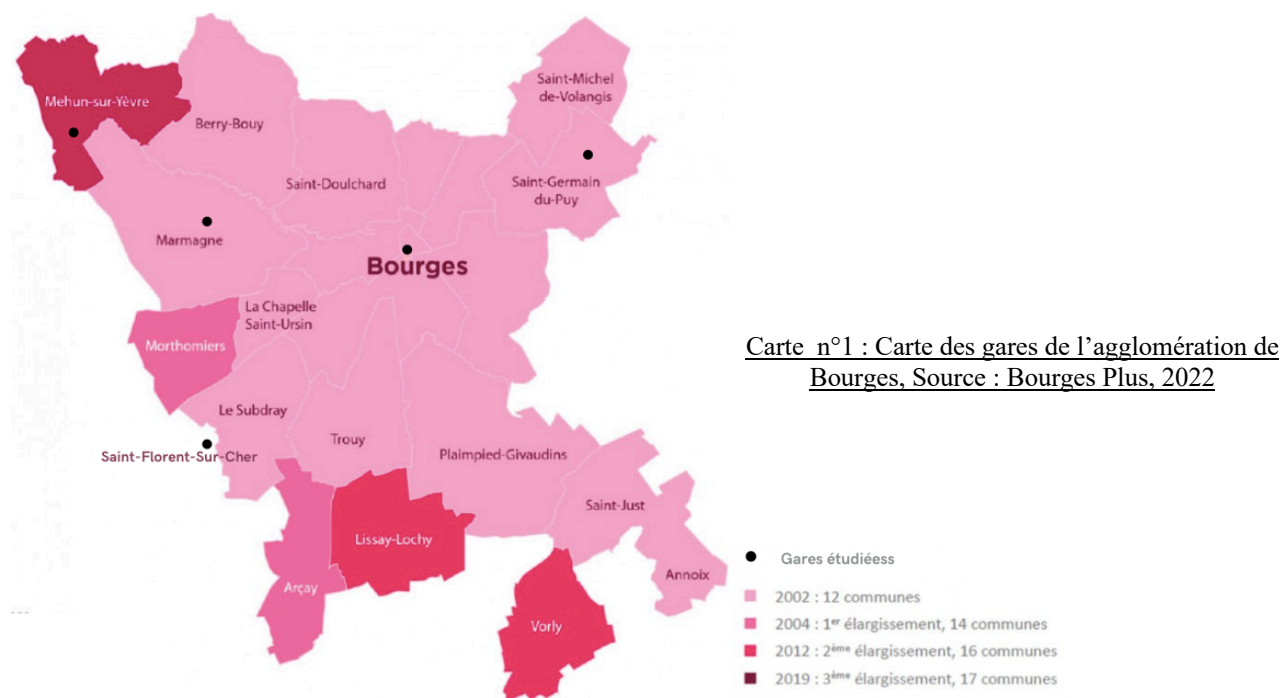 Saint-Michel
de-Volangis
Mehun-sur-Yèvre
Berry-Bouy
Saint-Doulchard
Saint-Germain
du-Puy
Marmagne
Bourges
La Chapelle
Saint-Ursin
Morthomiers
Carte n°1 : Carte des gares de l’agglomération de
Bourges, Source : Bourges Plus, 2022
Le Subdray
Trouy
Saint-Florent-Sur-Cher
Plaimpied-Givaudins
Saint-Just
Lissay-Lochy
Annoix
Arçay
Vorly
Gares étudiéess
2002 : 12 communes
2004 : 1er élargissement, 14 communes
2012 : 2ème élargissement, 16 communes
2019 : 3ème élargissement, 17 communes